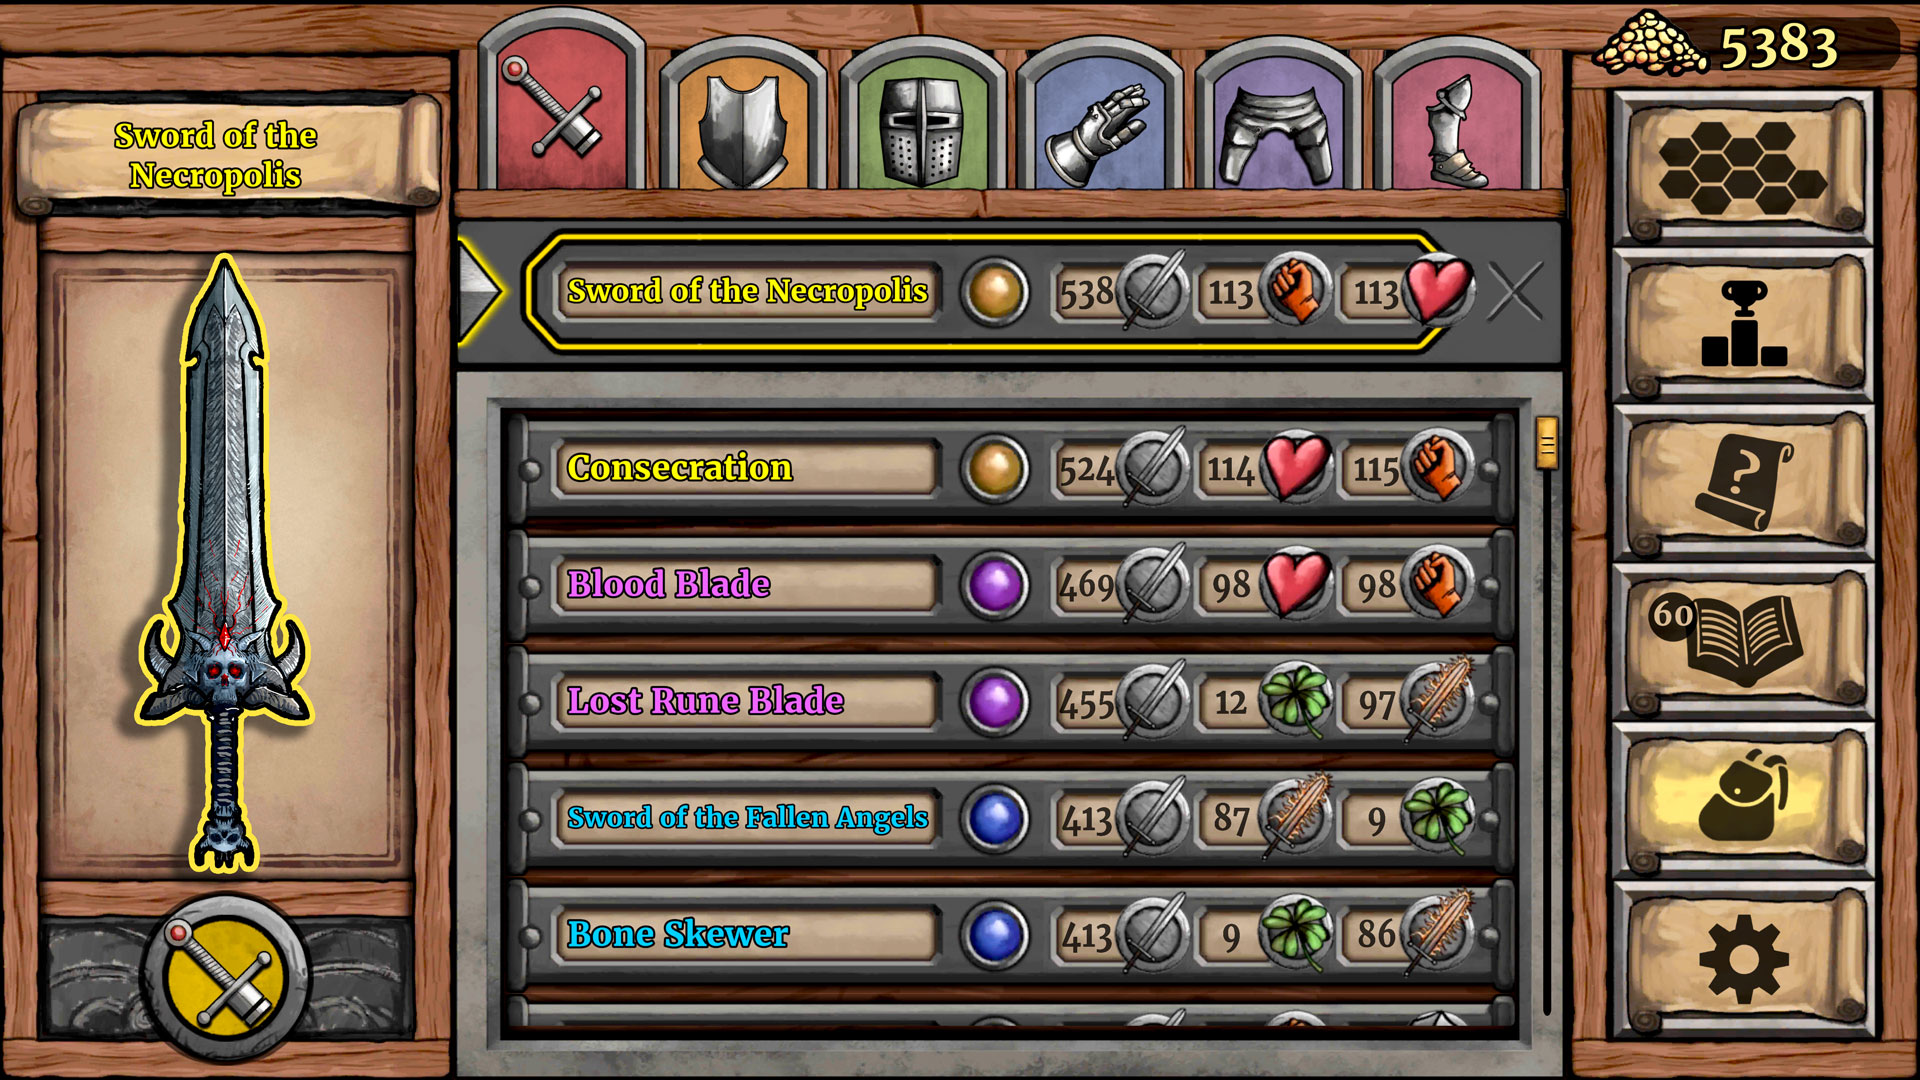 5383
Sword of the
Necropolis
Sword of the Necropolis 538 113 113
Consecration 524 114 115
Blood Blade 469 98 98
Lost Rune Blade 455 12 97
Sword of the Fallen Angels 413 87 9
Bone Skewer 413 9 86
?
60